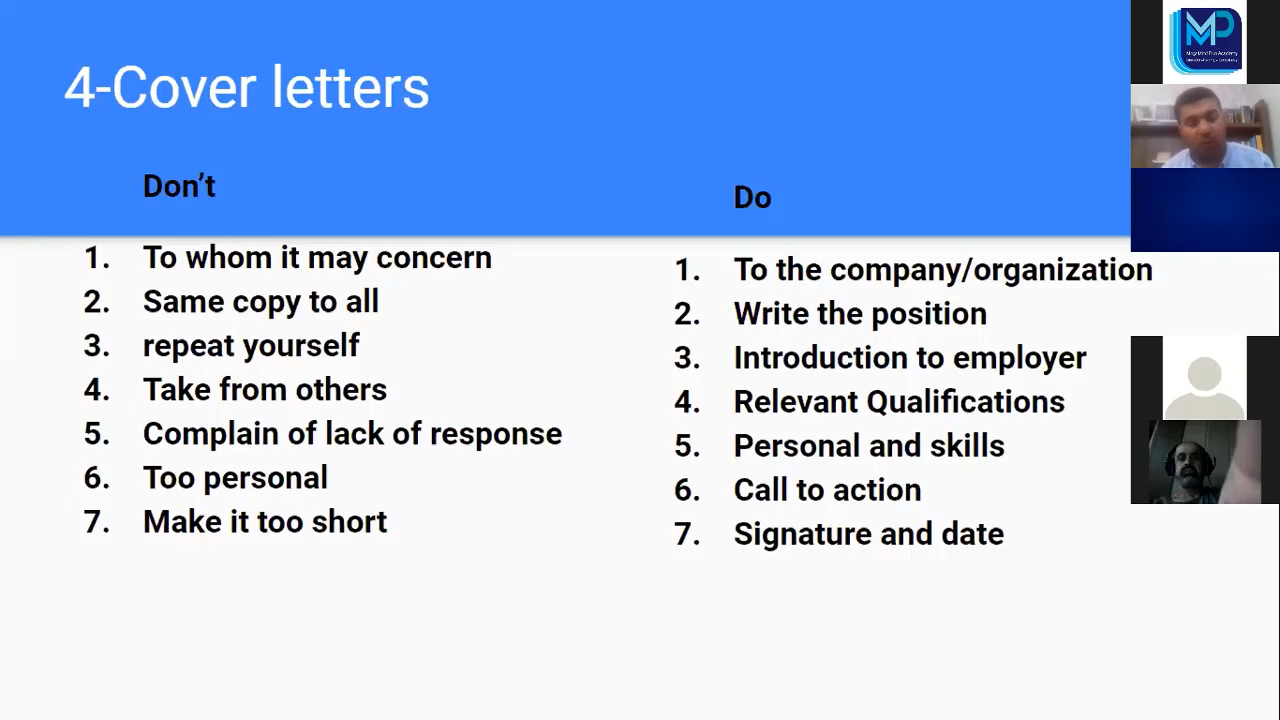 4-Cover letters
Don’t
1. To whom it may concern
2. Same copy to all
3. repeat yourself
4. Take from others
5. Complain of lack of response
6. Too personal
7. Make it too short
Do
1. To the company/organization
2. Write the position
3. Introduction to employer
4. Relevant Qualifications
5. Personal and skills
6. Call to action
7. Signature and date
MP